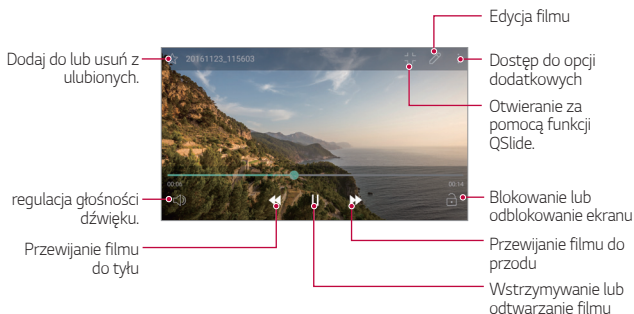 Edycja filmu
Dodaj do lub usuń z
ulubionych.
20161123_115603
Dostęp do opcji
dodatkowych
Otwieranie za
pomocą funkcji
QSlide.
00:06
00:14
regulacja głośności
dźwięku.
Blokowanie lub
odblokowanie ekranu
Przewijanie filmu
do tyłu
Przewijanie filmu do
przodu
Wstrzymywanie lub
odtwarzanie filmu